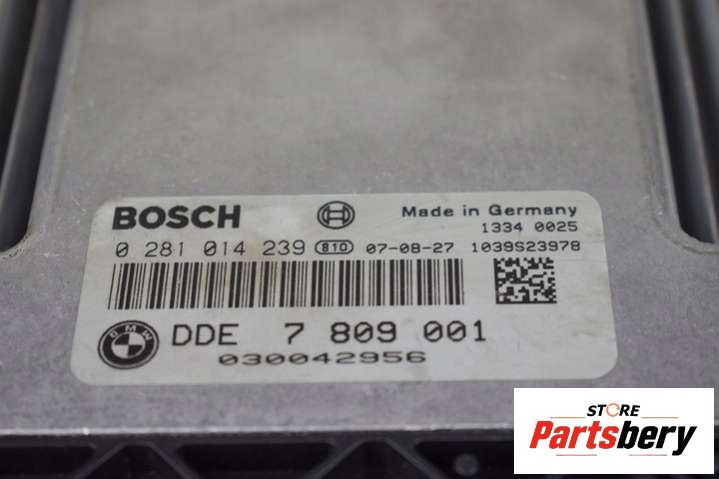 BOSCH Made in Germany
1334 0025
0 281 014 239 810 07-08-27 1039S23978
BMW DDE 7 809 001
030042956
STORE
Partsbery